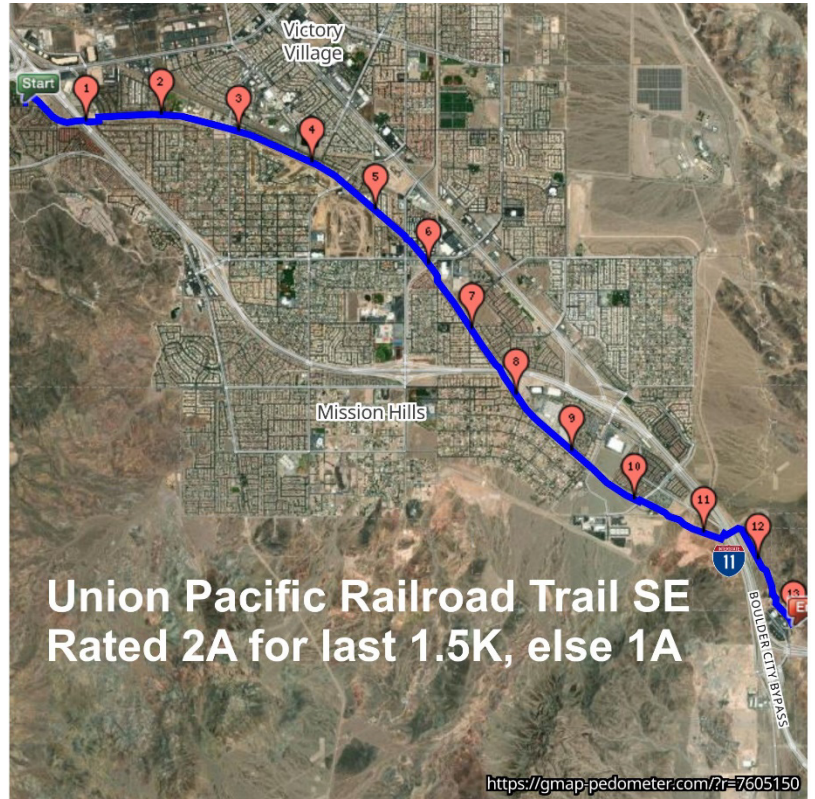 Victory
Village
Start
1
2
3
4
5
6
7
8
Mission Hills
9
10
11
12
INTERSTATE
11
13
Union Pacific Railroad Trail SE
Rated 2A for last 1.5K, else 1A
BOULDER CITY BYPASS
https://gmap-pedometer.com/?r=7605150